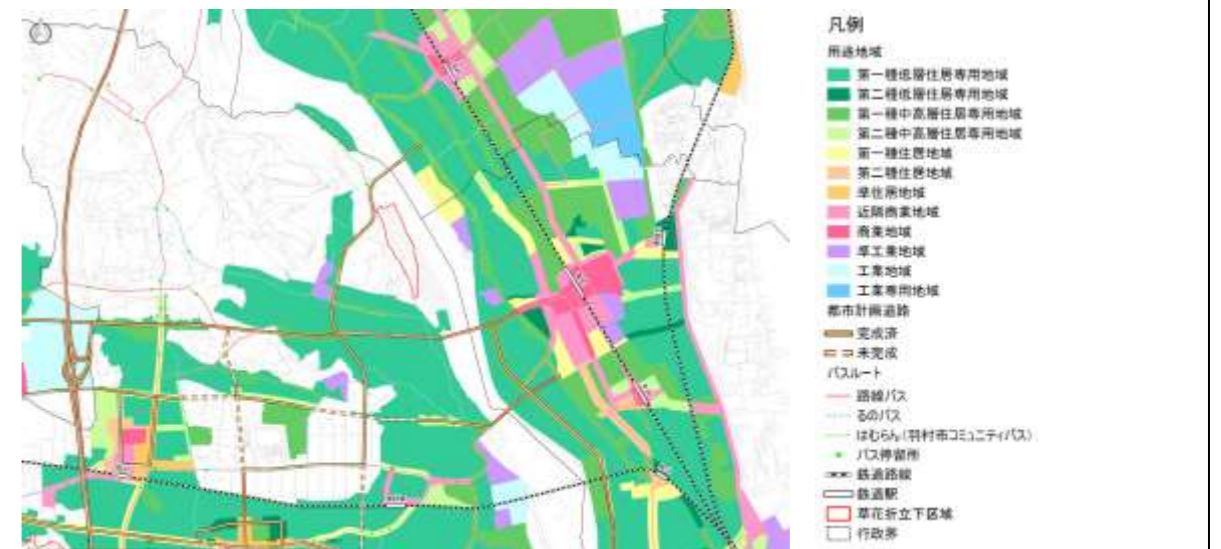 凡例
用途地域
第一種低層住居専用地域
第二種低層住居専用地域
第一種中高層住居専用地域
第二種中高層住居専用地域
第一種住居地域
第二種住居地域
準住居地域
近隣商業地域
商業地域
準工業地域
工業地域
工業専用地域
都市計画道路
完成済
未完成
バスルート
路線バス
るのバス
はむらん(羽村市コミュニティバス)
バス停留所
鉄道路線
鉄道駅
草花折立下区域
行政界